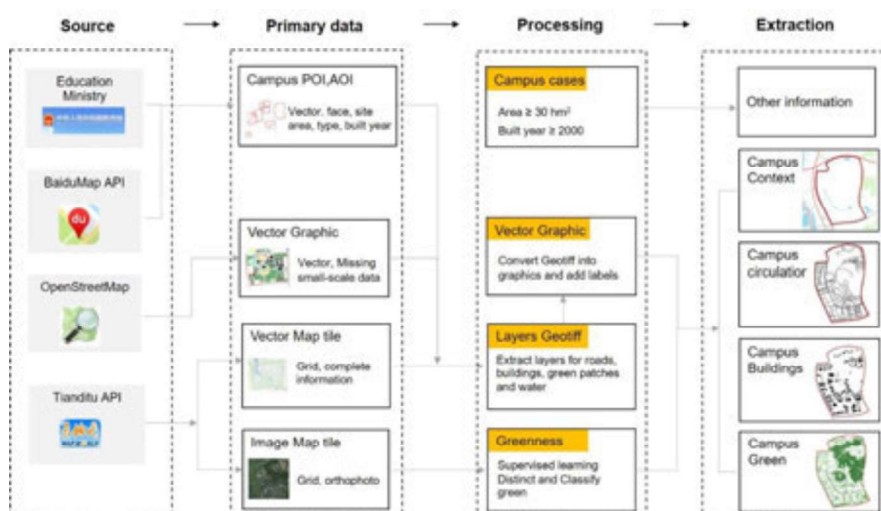 Source
Primary data
Processing
Extraction
Education
Ministry
BaiduMap API
du
OpenStreetMap
Tianditu API
Campus POI,AOI
Vector, face, site
area, type, built year
Vector Graphic
Vector, Missing
small-scale data
Vector Map tile
Grid, complete
information
Image Map tile
Grid, orthophoto
Campus cases
Area ≥ 30 hm²
Built year ≥ 2000
Vector Graphic
Convert Geotiff into
graphics and add labels
Layers Geotiff
Extract layers for roads,
buildings, green patches
and water
Greenness
Supervised learning
Distinct and Classify
green
Other information
Campus
Context
Campus
circulation
Campus
Buildings
Campus
Green